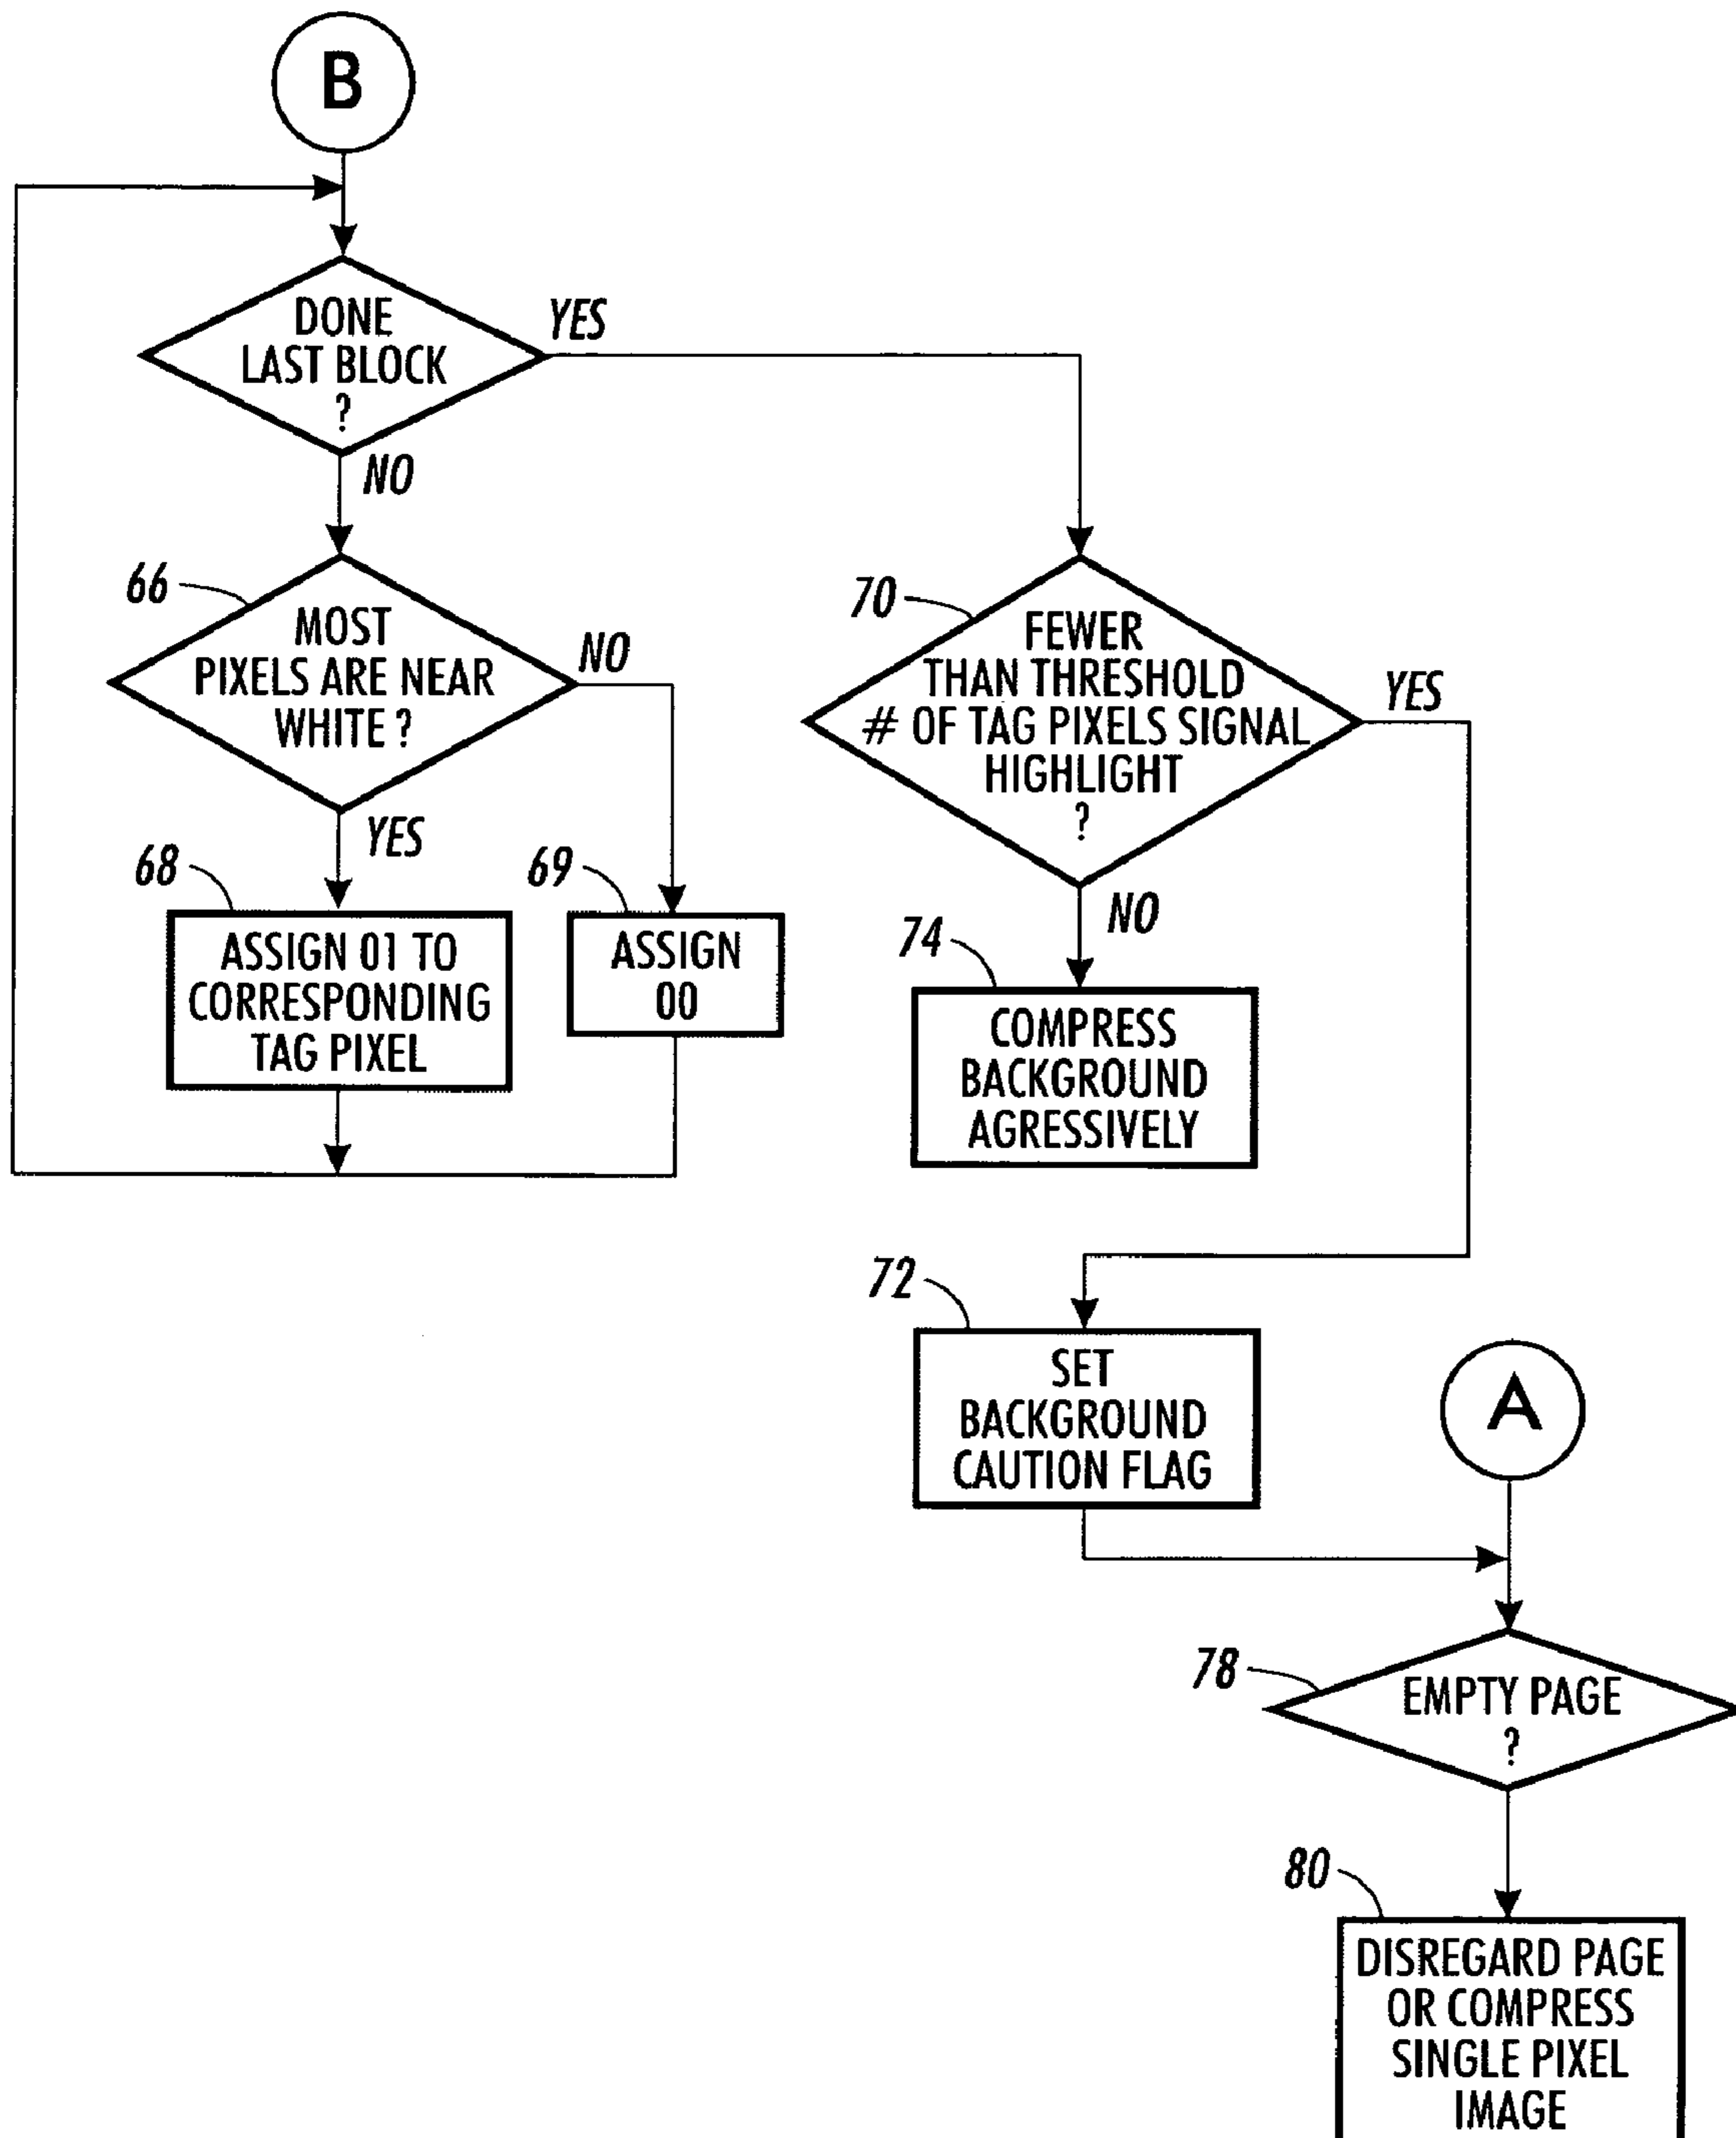 B
DONE
LAST BLOCK
?
YES
NO
66
MOST
PIXELS ARE NEAR
WHITE ?
NO
YES
68
ASSIGN 01 TO
CORRESPONDING
TAG PIXEL
69
ASSIGN
00
70
FEWER
THAN THRESHOLD
# OF TAG PIXELS SIGNAL
HIGHLIGHT
?
YES
NO
74
COMPRESS
BACKGROUND
AGRESSIVELY
72
SET
BACKGROUND
CAUTION FLAG
A
78
EMPTY PAGE
?
80
DISREGARD PAGE
OR COMPRESS
SINGLE PIXEL
IMAGE